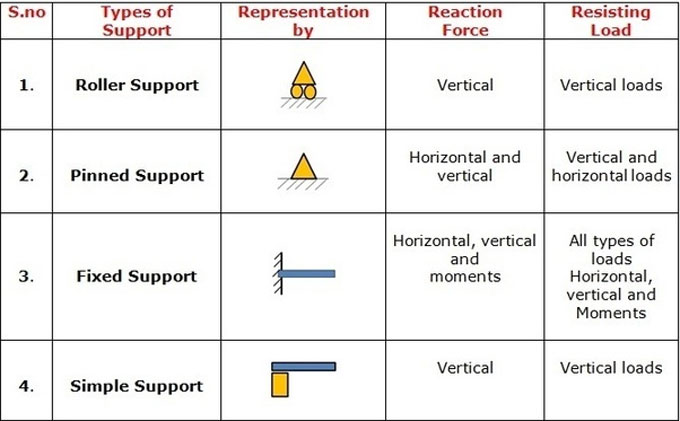 S.no
Types of
Support
Representation
by
Reaction
Force
Resisting
Load
1.
Roller Support
Vertical
Vertical loads
2.
Pinned Support
Horizontal and
vertical
Vertical and
horizontal loads
3.
Fixed Support
Horizontal, vertical
and
moments
All types of
loads
Horizontal,
vertical and
Moments
4.
Simple Support
Vertical
Vertical loads